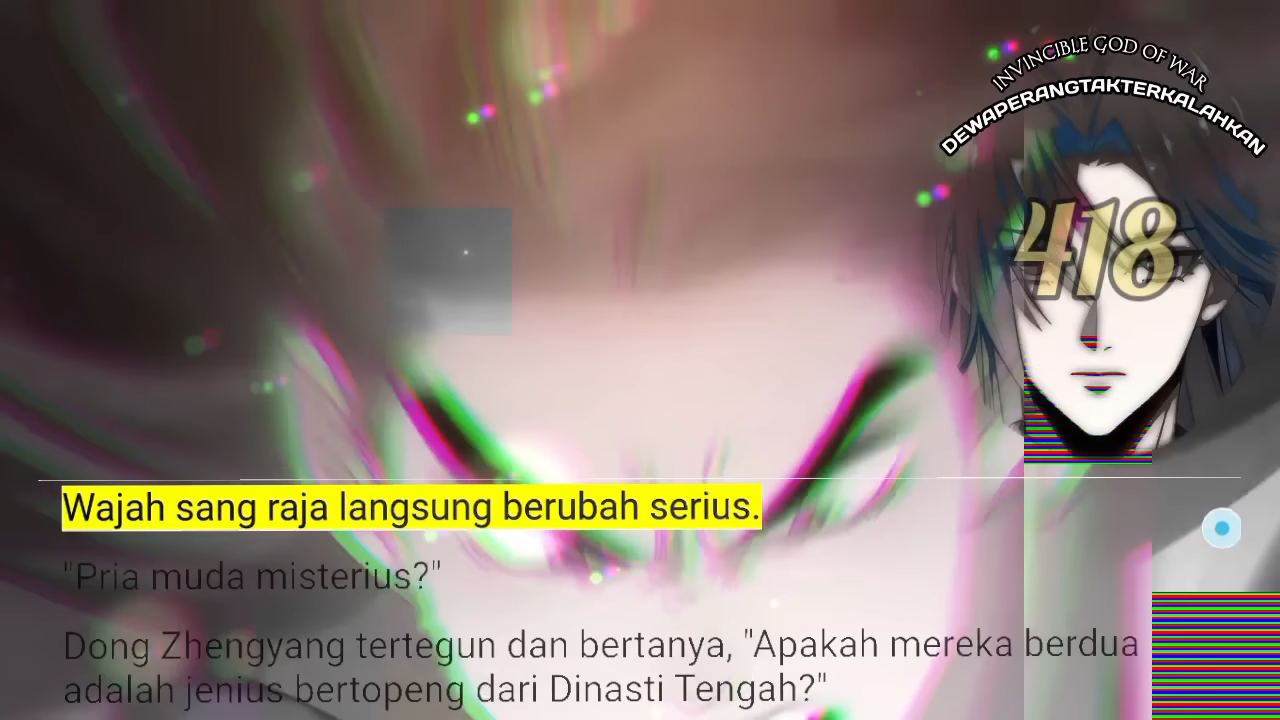 INVINCIBLE GOD OF WAR
DEWAPERANGTAKTERKALAHKAN
418
Wajah sang raja langsung berubah serius.
"Pria muda misterius?"
Dong Zhengyang tertegun dan bertanya, "Apakah mereka berdua
adalah jenius bertopeng dari Dinasti Tengah?"